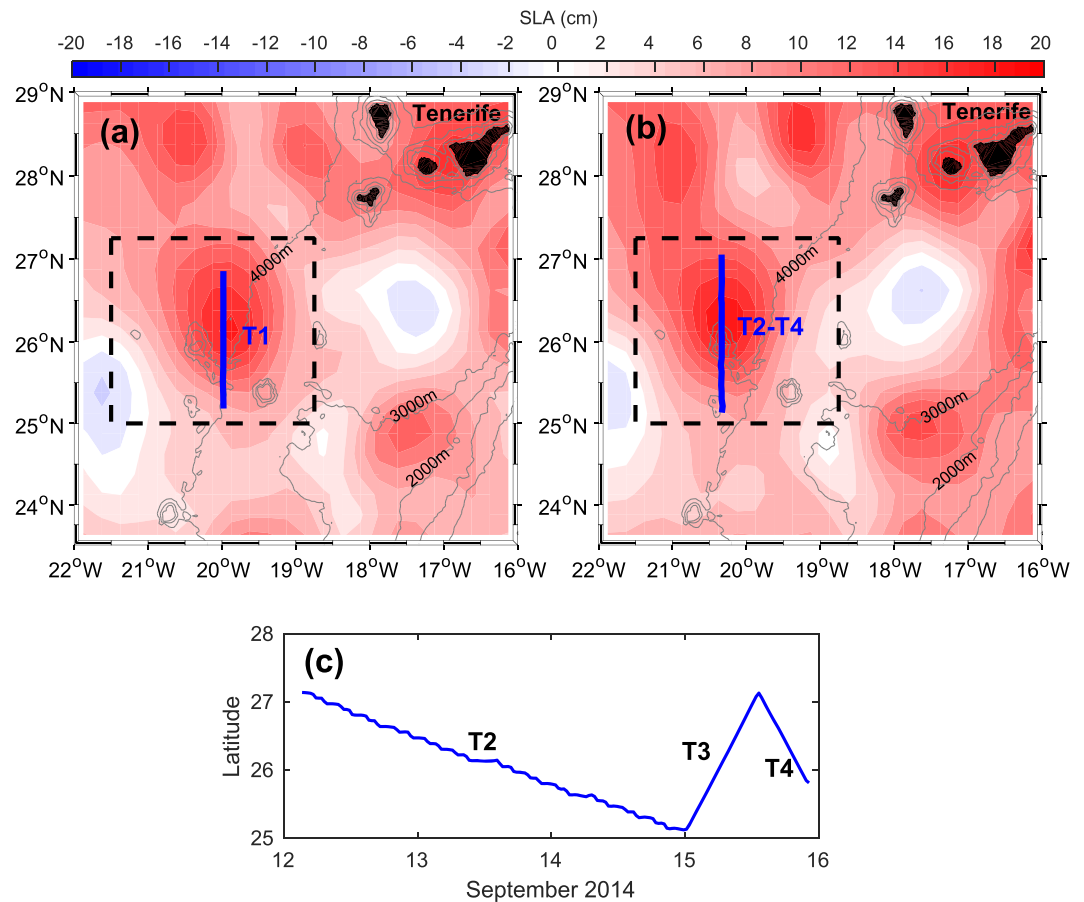 SLA (cm)
-20 -18 -16 -14 -12 -10 -8 -6 -4 -2 0 2 4 6 8 10 12 14 16 18 20
29°N
28°N
27°N
26°N
25°N
24°N
22°W 21°W 20°W 19°W 18°W 17°W 16°W
(a)
Tenerife
4000m
T1
3000m
2000m
29°N
28°N
27°N
26°N
25°N
24°N
22°W 21°W 20°W 19°W 18°W 17°W 16°W
(b)
Tenerife
4000m
T2-T4
3000m
2000m
28
27
26
25
Latitude
(c)
T2
T3
T4
12 13 14 15 16
September 2014